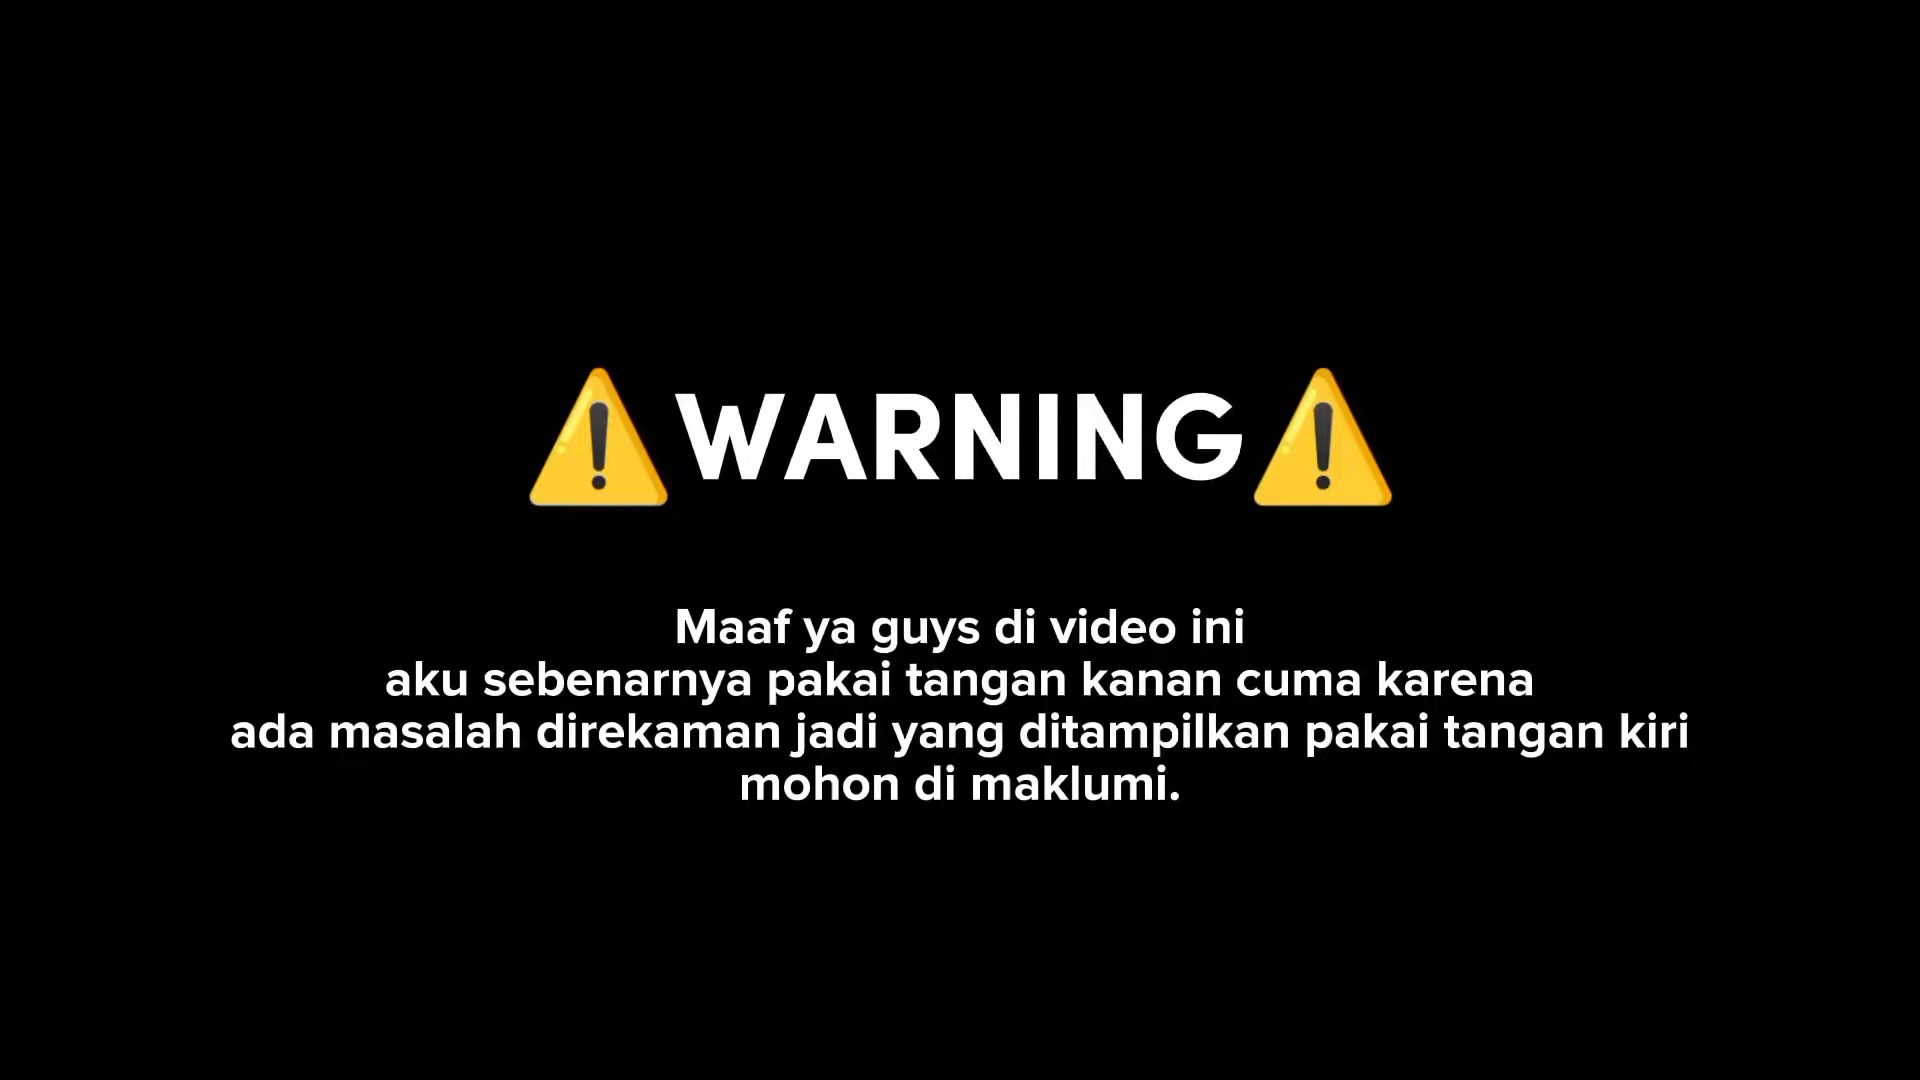 ⚠️WARNING⚠️
Maaf ya guys di video ini
aku sebenarnya pakai tangan kanan cuma karena
ada masalah direkaman jadi yang ditampilkan pakai tangan kiri
mohon di maklumi.